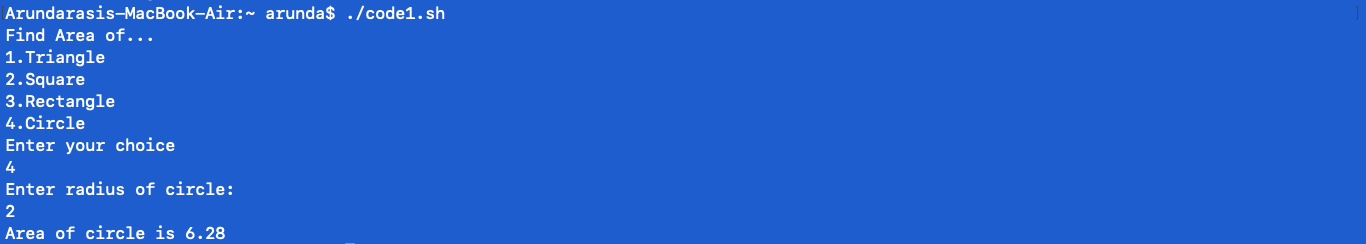 Arundarasis-MacBook-Air:~ arunda$ ./code1.sh
Find Area of...
1.Triangle
2.Square
3.Rectangle
4.Circle
Enter your choice
4
Enter radius of circle:
2
Area of circle is 6.28